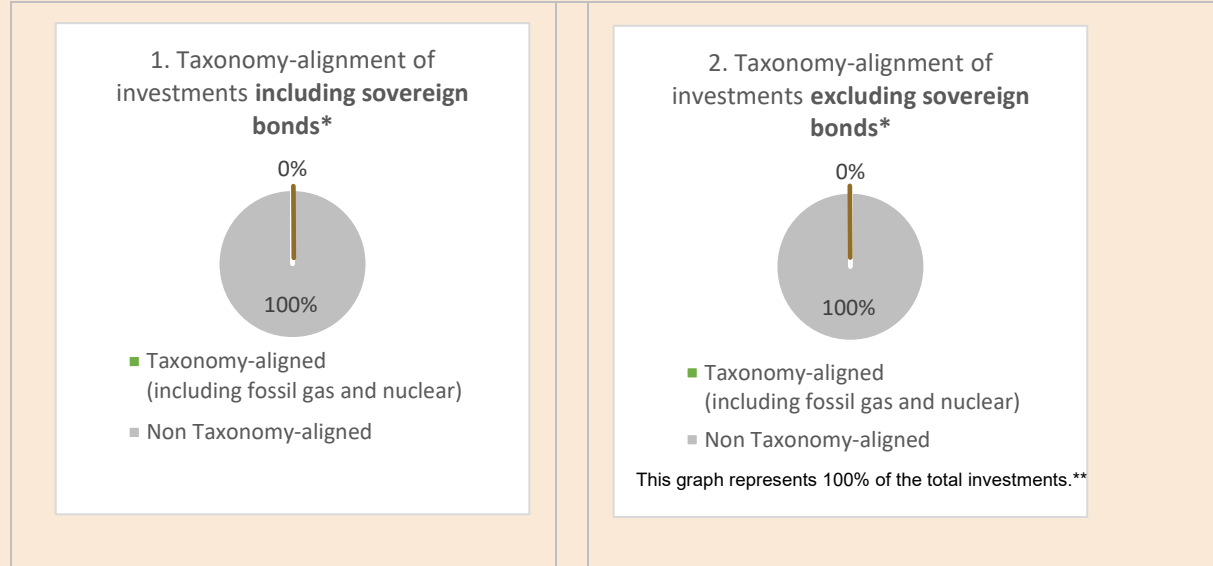 1. Taxonomy-alignment of
investments including sovereign
bonds*
0%
100%
Taxonomy-aligned
(including fossil gas and nuclear)
Non Taxonomy-aligned
2. Taxonomy-alignment of
investments excluding sovereign
bonds*
0%
100%
Taxonomy-aligned
(including fossil gas and nuclear)
Non Taxonomy-aligned
This graph represents 100% of the total investments.**